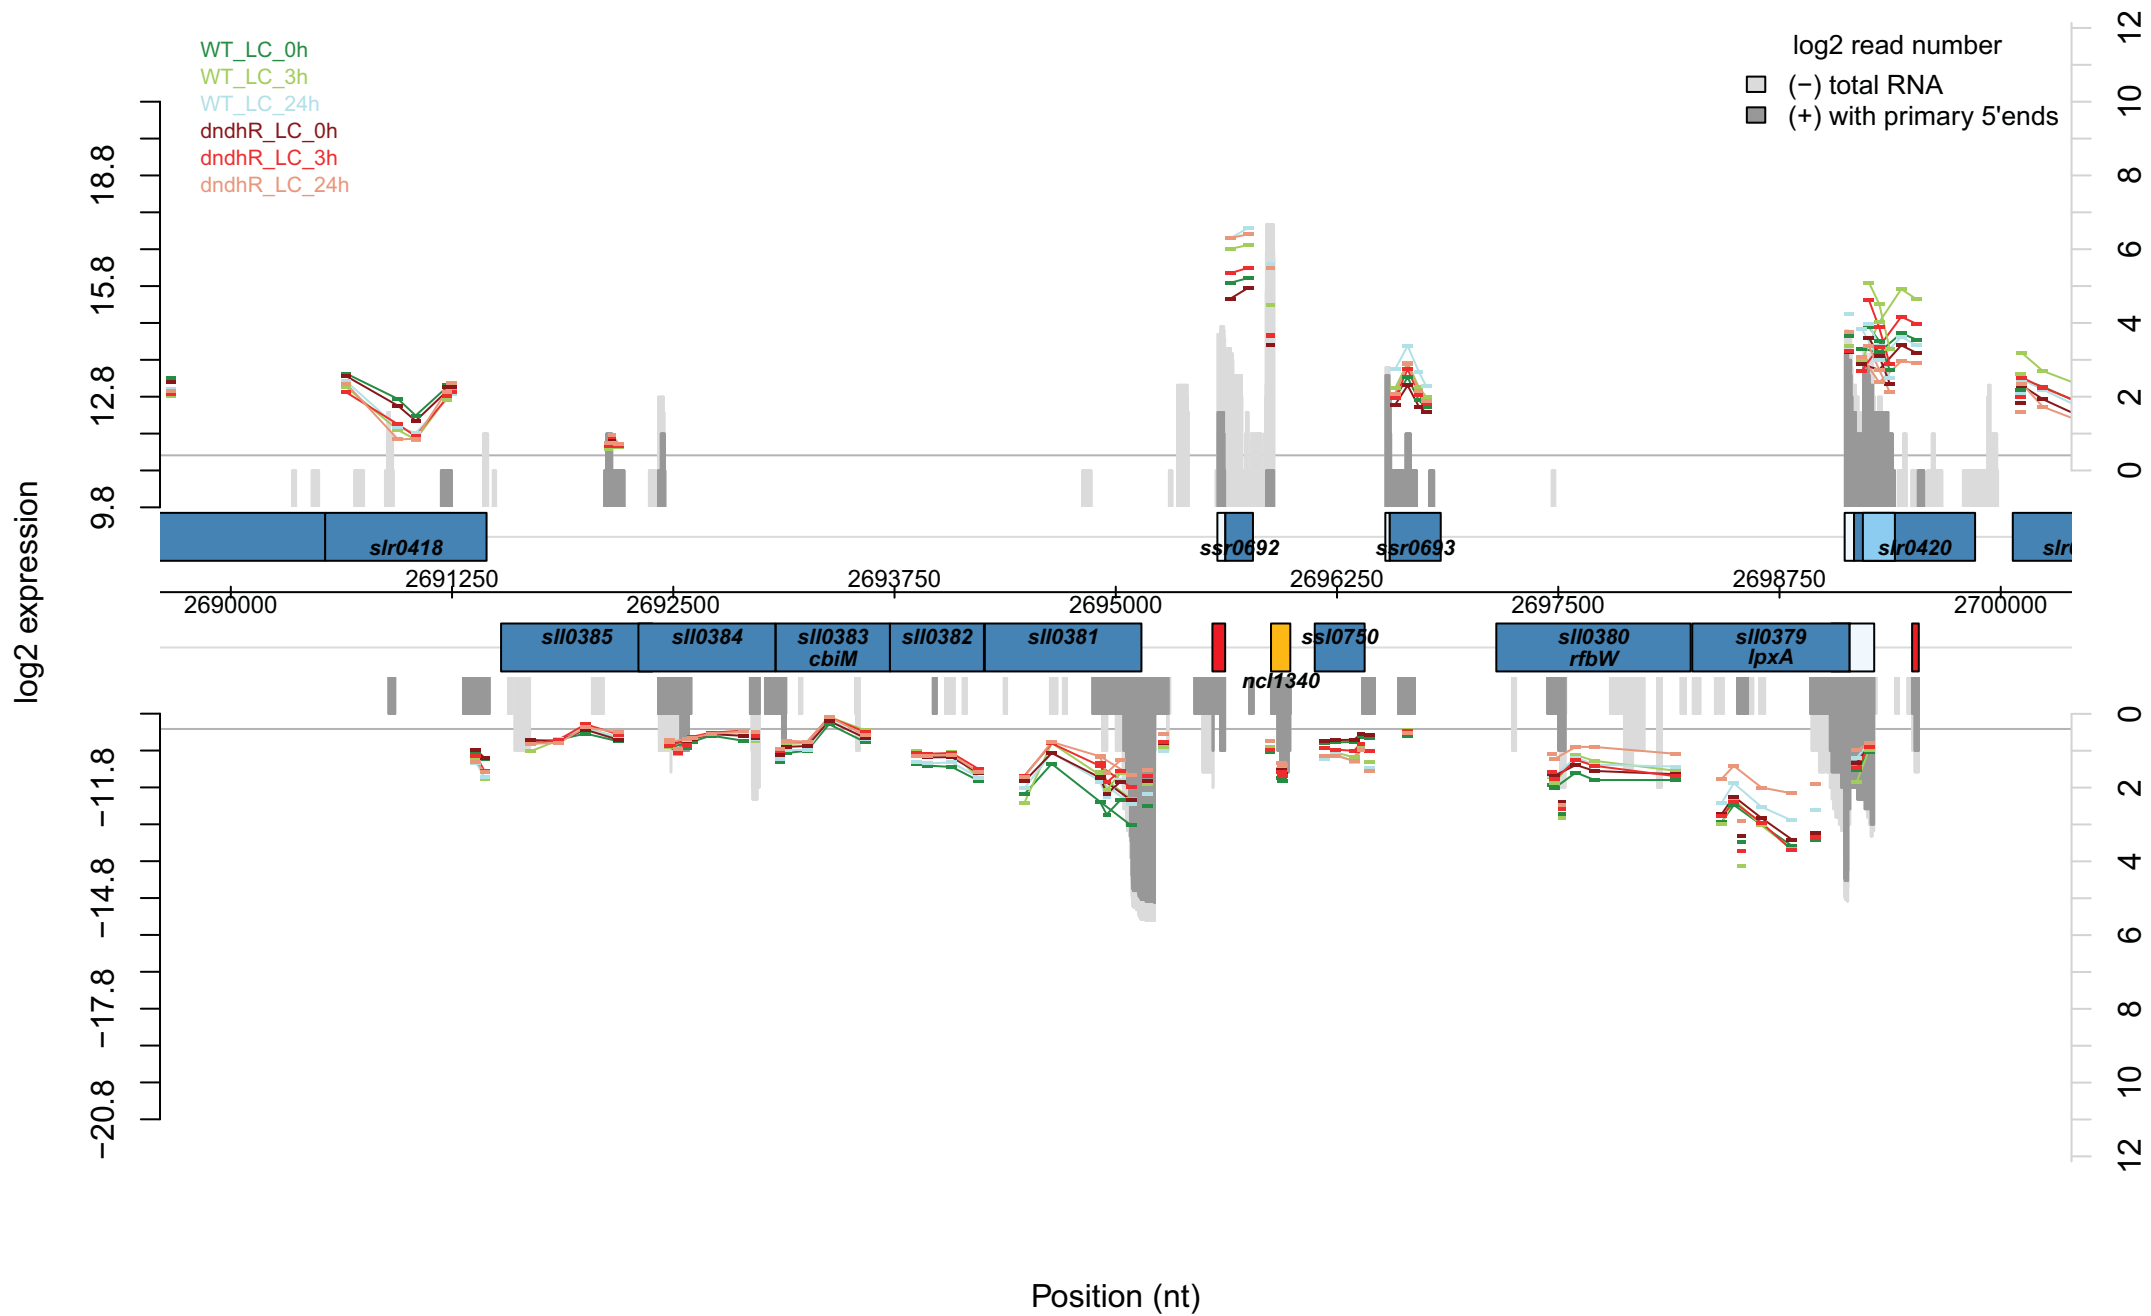 WT_LC_0h
WT_LC_3h
WT_LC_24h
dndhR_LC_0h
dndhR_LC_3h
dndhR_LC_24h
log2 read number
(−) total RNA
(+) with primary 5'ends
18.8
15.8
12.8
9.8
12
10
8
6
4
2
0
log2 expression
slr0418
ssr0692
ssr0693
slr0420
slr
2691250
2693750
2696250
2698750
2690000
2692500
2695000
2697500
2700000
sll0385
sll0384
sll0383
cbiM
sll0382
sll0381
ncl1340
ssl0750
sll0380
rfbW
sll0379
lpxA
−11.8
−14.8
−17.8
−20.8
0
2
4
6
8
10
12
Position (nt)